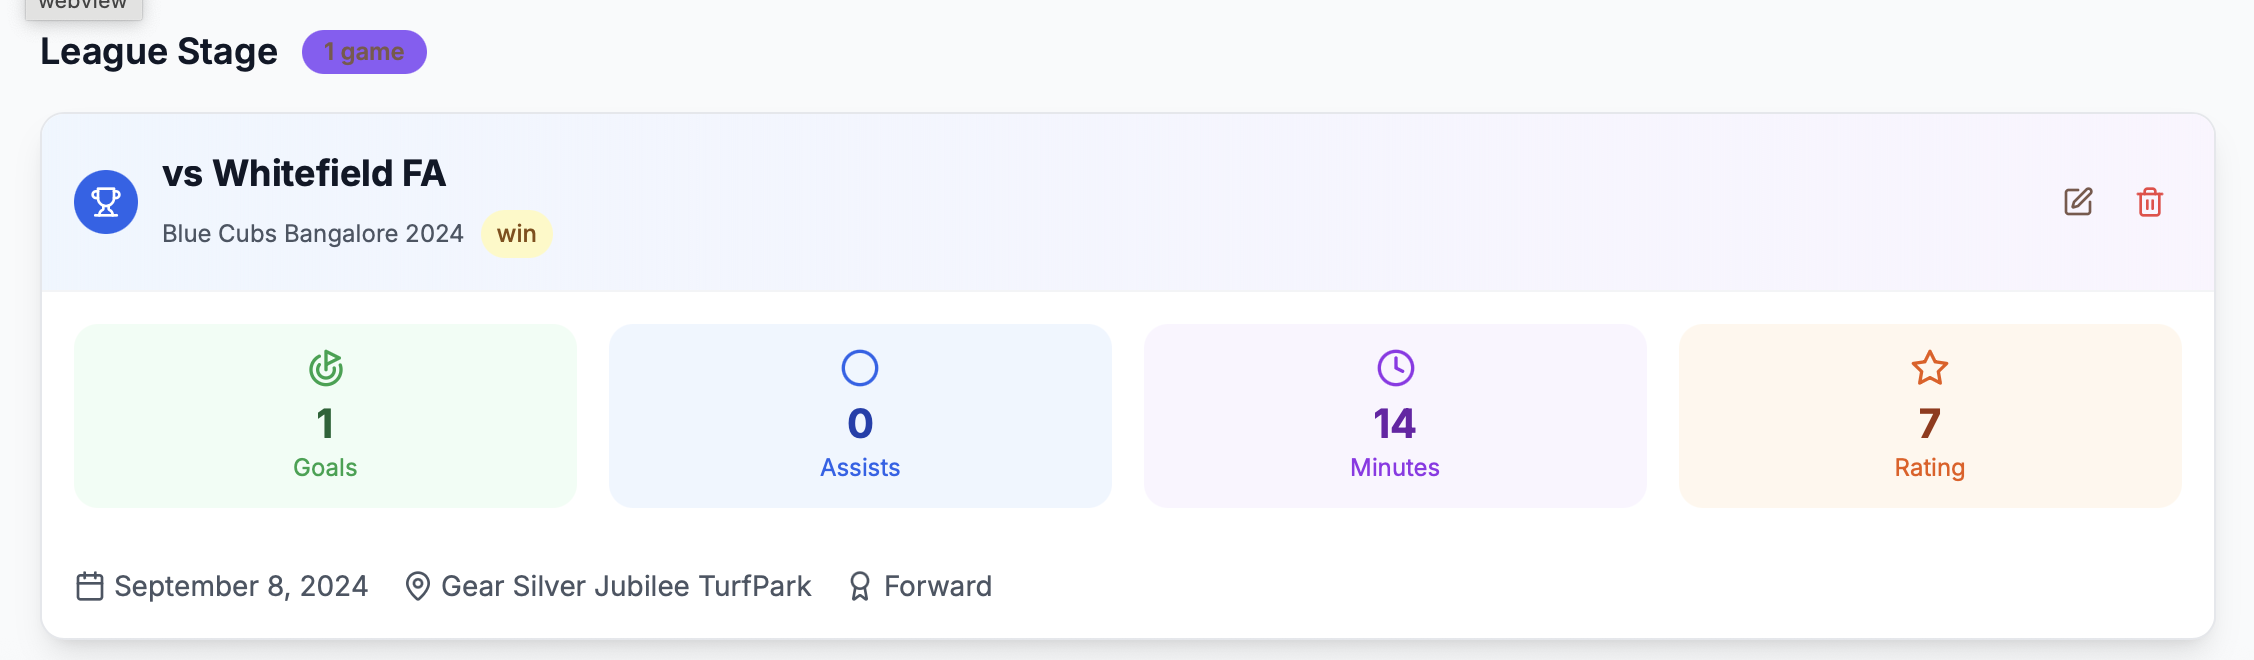 webview
League Stage
1 game
vs Whitefield FA
Blue Cubs Bangalore 2024 win
1
Goals
0
Assists
14
Minutes
7
Rating
September 8, 2024 Gear Silver Jubilee TurfPark Forward